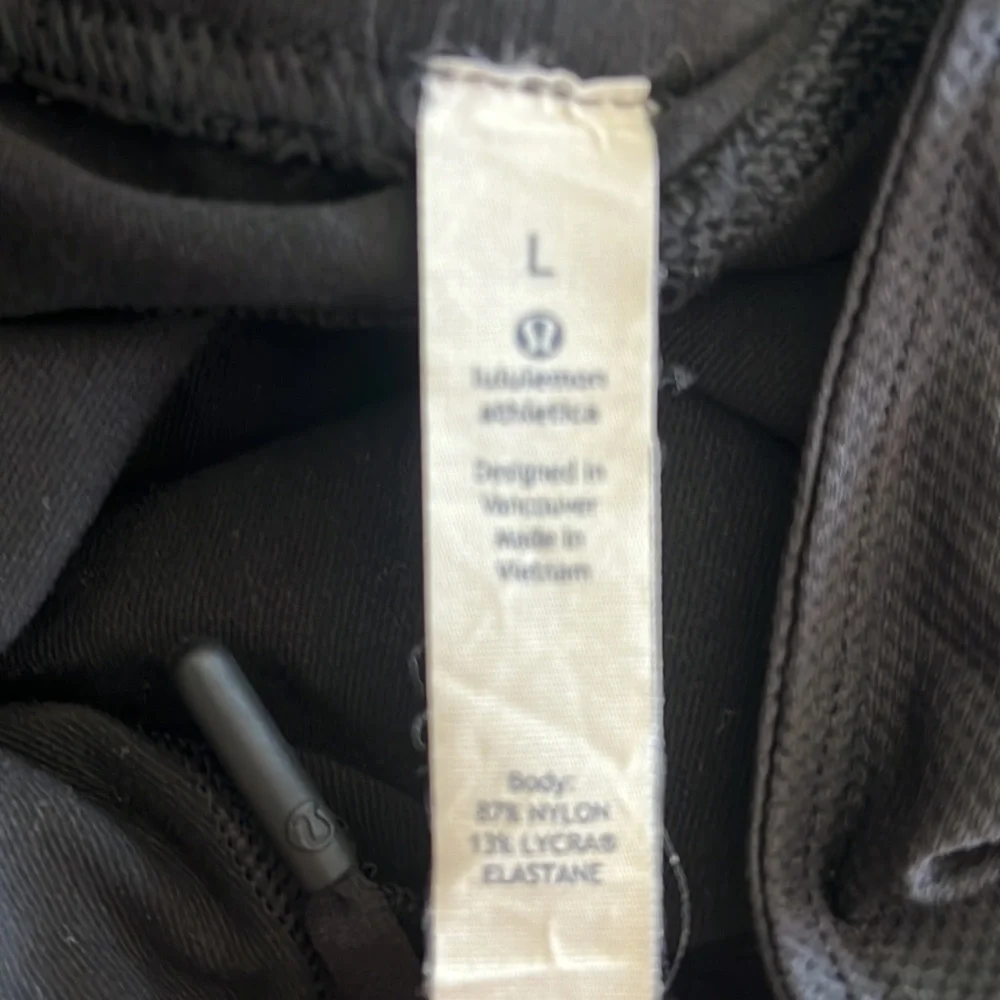 L
lululemon
athletica
Designed in
Vancouver
Made in
Vietnam
Body:
87% NYLON
13% LYCRA®
ELASTANE